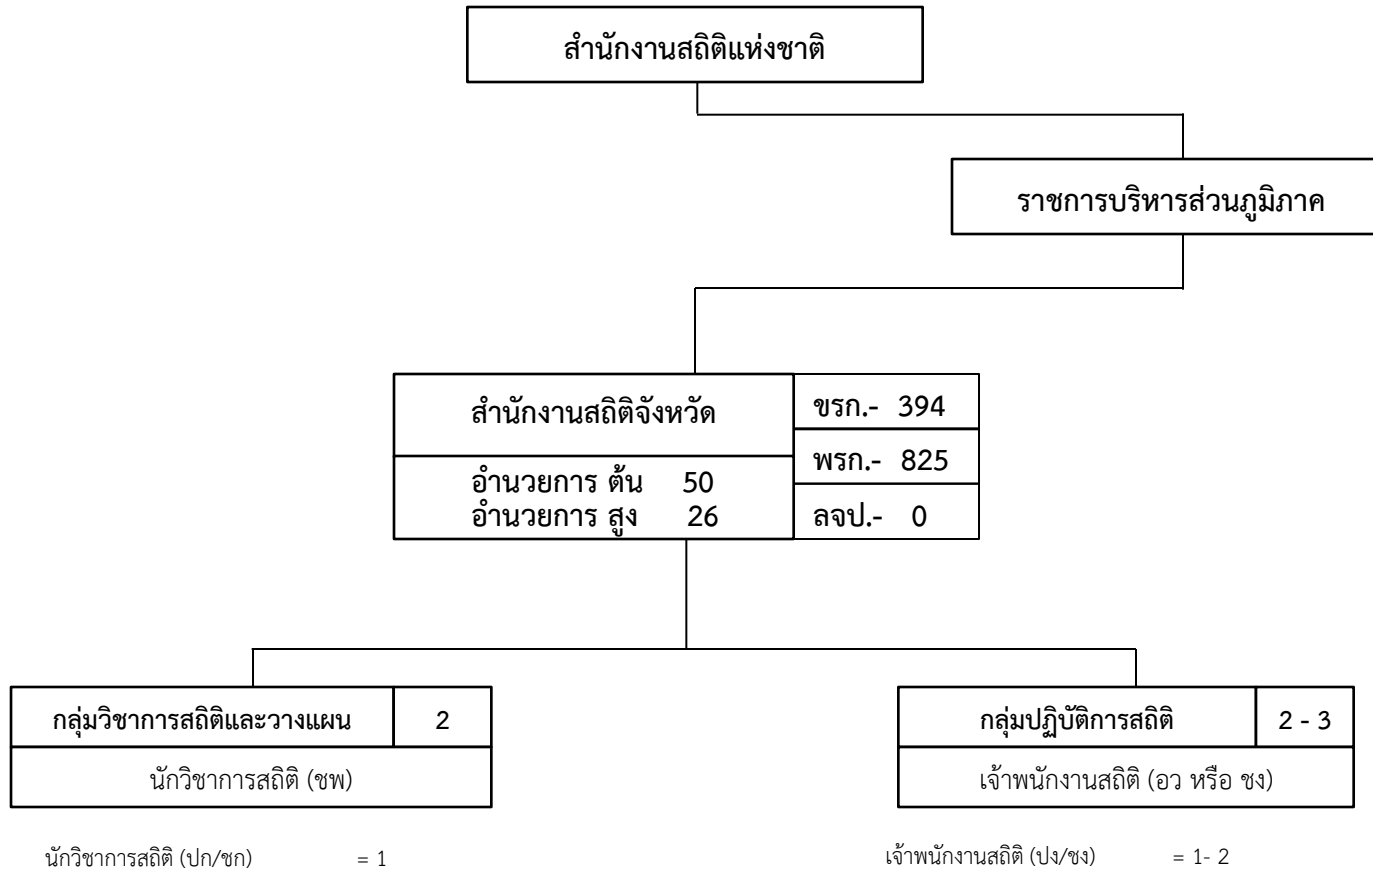 สำนักงานสถิติแห่งชาติ
ราชการบริหารส่วนภูมิภาค
สำนักงานสถิติจังหวัด
ขรก.- 394
พรก.- 825
อำนวยการ ต้น 50
อำนวยการ สูง 26
ลจป.- 0
กลุ่มวิชาการสถิติและวางแผน 2
กลุ่มปฏิบัติการสถิติ 2 - 3
นักวิชาการสถิติ (ชพ)
เจ้าพนักงานสถิติ (อว หรือ ชง)
นักวิชาการสถิติ (ปก/ชก) = 1
เจ้าพนักงานสถิติ (ปง/ชง) = 1- 2